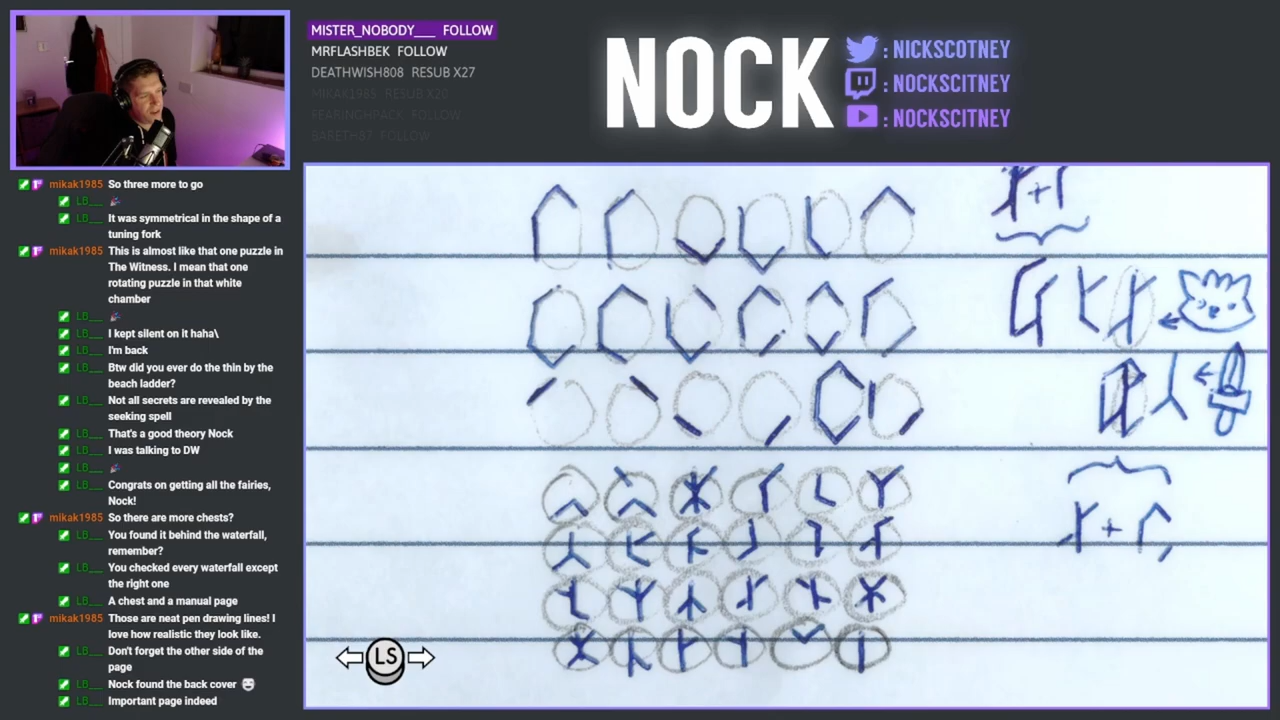 MISTER_NOBODY___ FOLLOW
MRFLASHBEK FOLLOW
DEATHWISH808 RESUB X27
MIKAK1985 RESUB X20
FEARINGHPACK FOLLOW
BARETH87 FOLLOW
NOCK
: NICKSCOTNEY
: NOCKSCITNEY
: NOCKSCITNEY
mikak1985 So three more to go
LB___
LB___ It was symmetrical in the shape of a
tuning fork
mikak1985 This is almost like that one puzzle in
The Witness. I mean that one
rotating puzzle in that white
chamber
LB___
LB___ I kept silent on it haha\
LB___ I'm back
LB___ Btw did you ever do the thin by the
beach ladder?
LB___ Not all secrets are revealed by the
seeking spell
LB___ That's a good theory Nock
LB___ I was talking to DW
LB___
LB___ Congrats on getting all the fairies,
Nock!
mikak1985 So there are more chests?
LB___ You found it behind the waterfall,
remember?
LB___ You checked every waterfall except
the right one
LB___ A chest and a manual page
mikak1985 Those are neat pen drawing lines! I
love how realistic they look like.
LB___ Don't forget the other side of the
page
LB___ Nock found the back cover
LB___ Important page indeed
LS